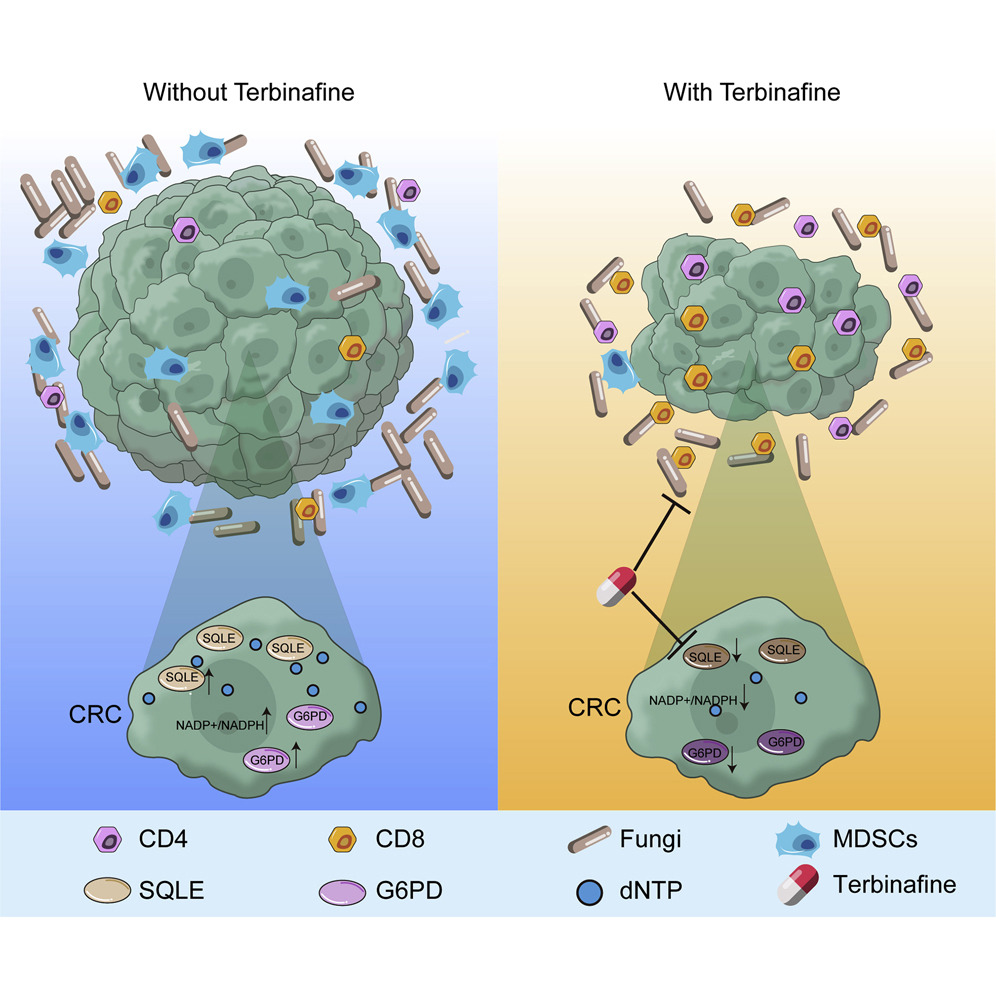 Without Terbinafine
With Terbinafine
SQLE
SQLE
SQLE
CRC
NADP+/NADPH
G6PD
G6PD
SQLE
SQLE
NADP+/NADPH
CRC
G6PD
G6PD
CD4
CD8
Fungi
MDSCs
SQLE
G6PD
dNTP
Terbinafine